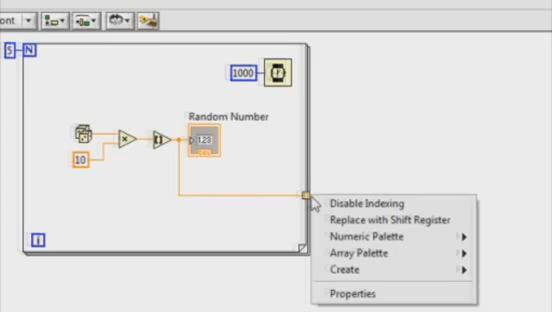 ont
5 N
1000
Random Number
123
10
i
Disable Indexing
Replace with Shift Register
Numeric Palette
Array Palette
Create
Properties